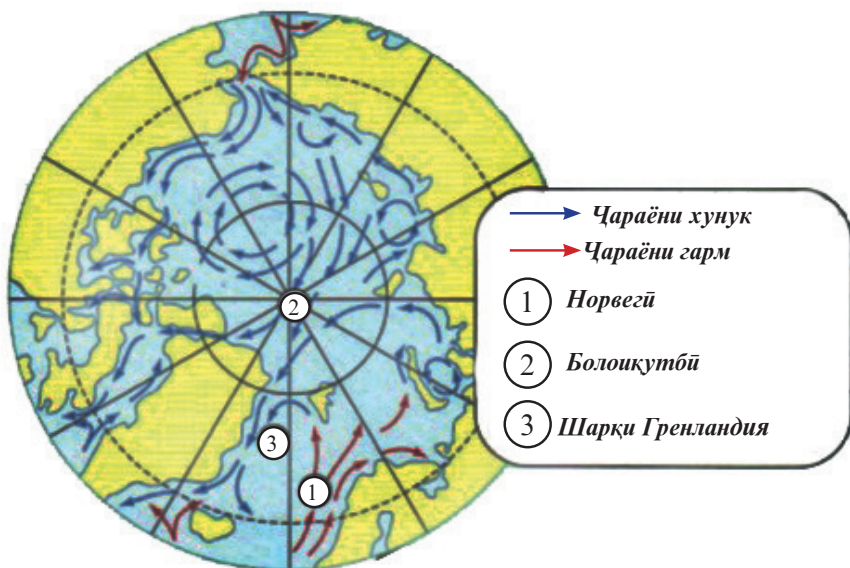 Ҷараёни хунук
Ҷараёни гарм
1 Норвегӣ
2 Болоиқутбӣ
3 Шарқи Гренландия
2
3
1